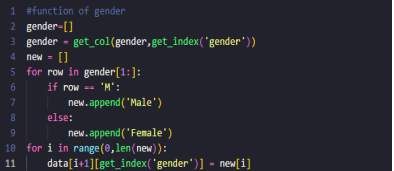 1 #function of gender
2 gender=[]
3 gender = get_col(gender,get_index('gender'))
4 new = []
5 for row in gender[1:]:
6     if row == 'M':
7         new.append('Male')
8     else:
9         new.append('Female')
10 for i in range(0,len(new)):
11     data[i+1][get_index('gender')] = new[i]